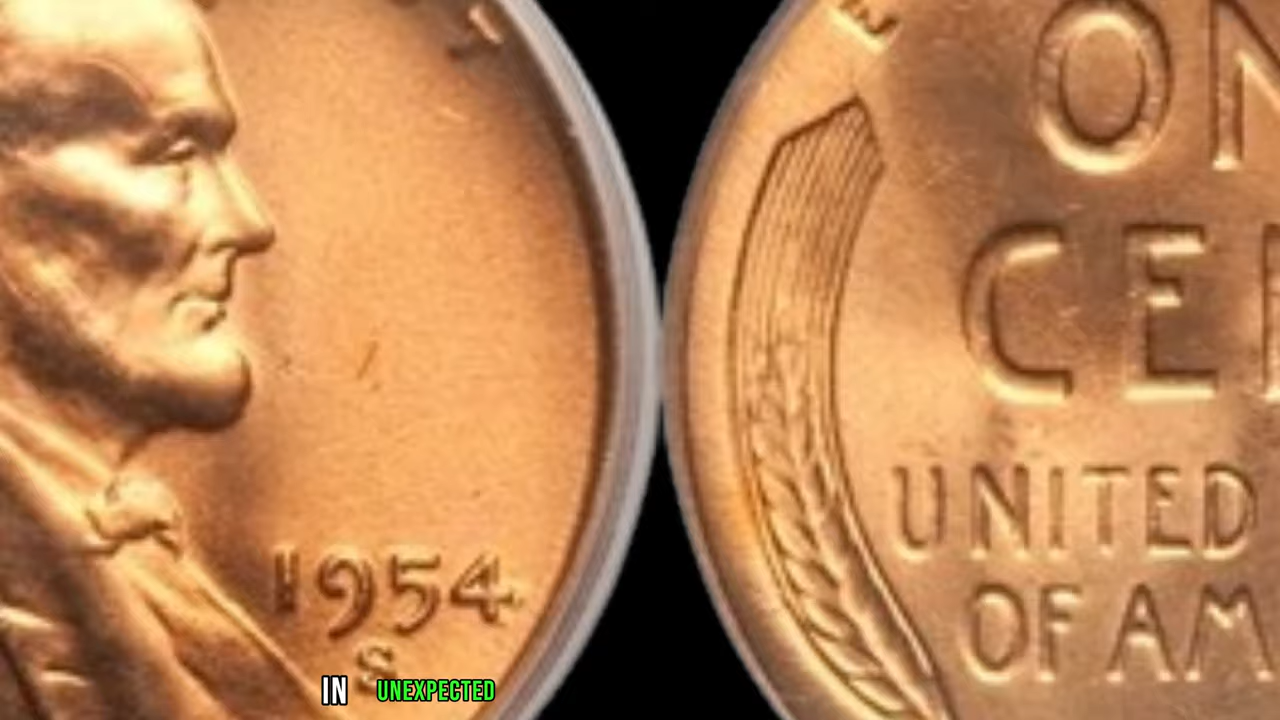 1954
S
E
ON
CE
UNITED
OF AM
IN UNEXPECTED